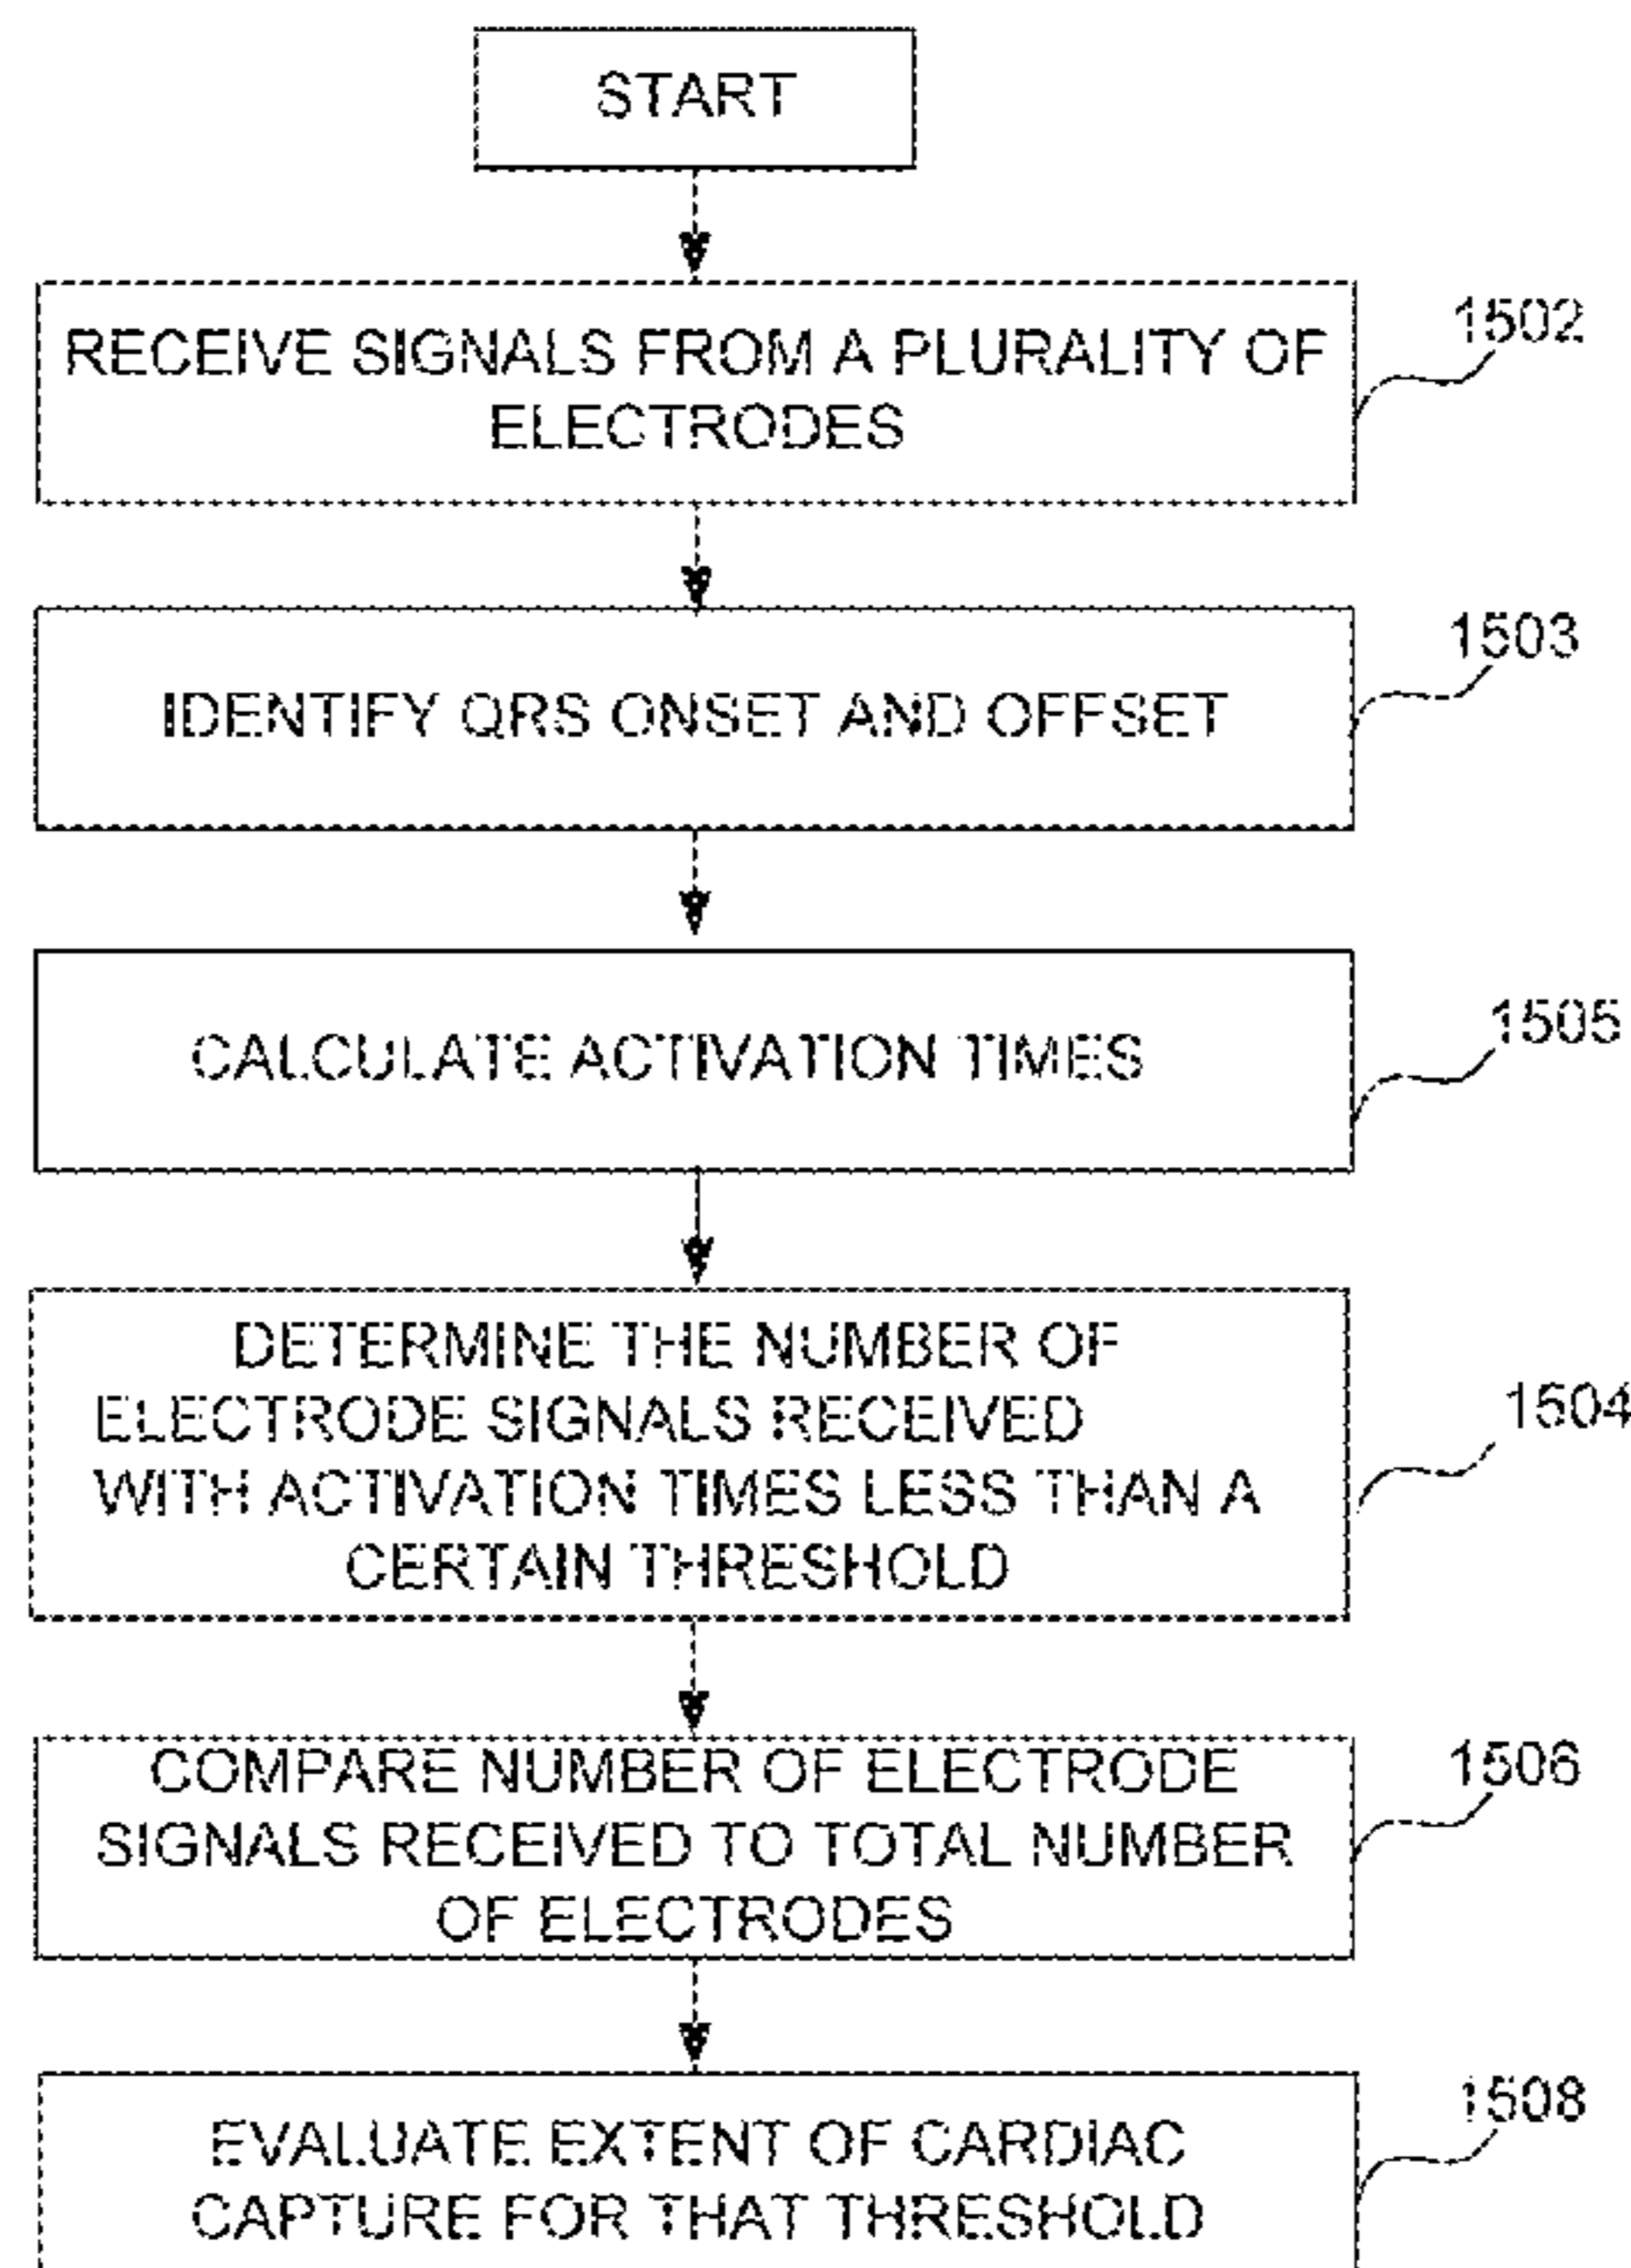 START
RECEIVE SIGNALS FROM A PLURALITY OF
ELECTRODES
1502
IDENTIFY QRS ONSET AND OFFSET
1503
CALCULATE ACTIVATION TIMES
1505
DETERMINE THE NUMBER OF
ELECTRODE SIGNALS RECEIVED
WITH ACTIVATION TIMES LESS THAN A
CERTAIN THRESHOLD
1504
COMPARE NUMBER OF ELECTRODE
SIGNALS RECEIVED TO TOTAL NUMBER
OF ELECTRODES
1506
EVALUATE EXTENT OF CARDIAC
CAPTURE FOR THAT THRESHOLD
1508